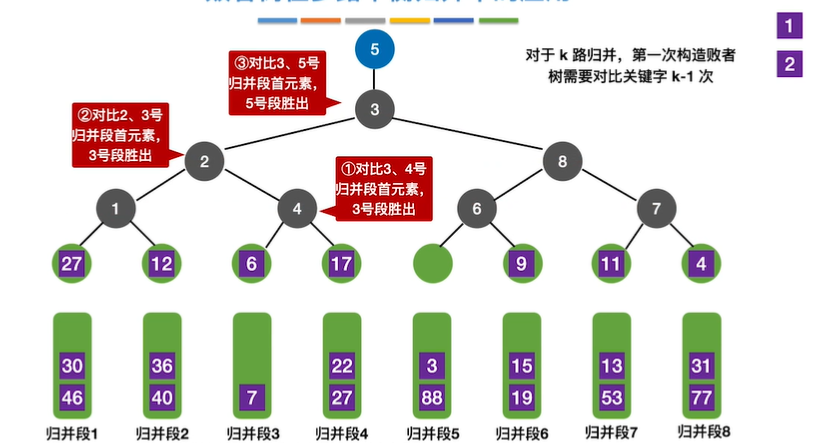 5
1
2
对于 k 路归并，第一次构造败者
树需要对比关键字 k-1 次
③对比3、5号
归并段首元素，
5号段胜出
3
②对比2、3号
归并段首元素，
3号段胜出
2
8
①对比3、4号
归并段首元素，
3号段胜出
1
4
6
7
27 12 6 17 9 11 4
30 36 22 3 15 13 31
46 40 7 27 88 19 53 77
归并段1 归并段2 归并段3 归并段4 归并段5 归并段6 归并段7 归并段8